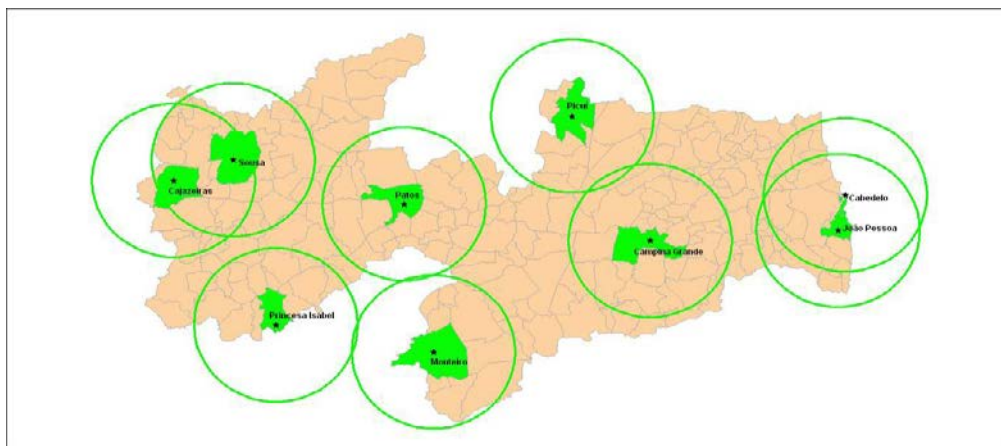 Picuí
Sousa
Cajazeiras
Patos
Cabedelo
João Pessoa
Campina Grande
Princesa Isabel
Monteiro